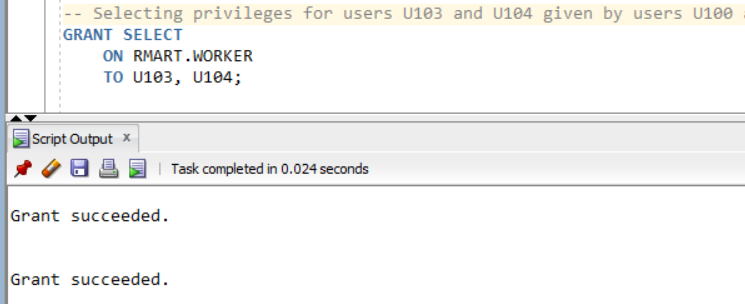 -- Selecting privileges for users U103 and U104 given by users U100
GRANT SELECT
ON RMART.WORKER
TO U103, U104;
Script Output x
Task completed in 0.024 seconds
Grant succeeded.
Grant succeeded.